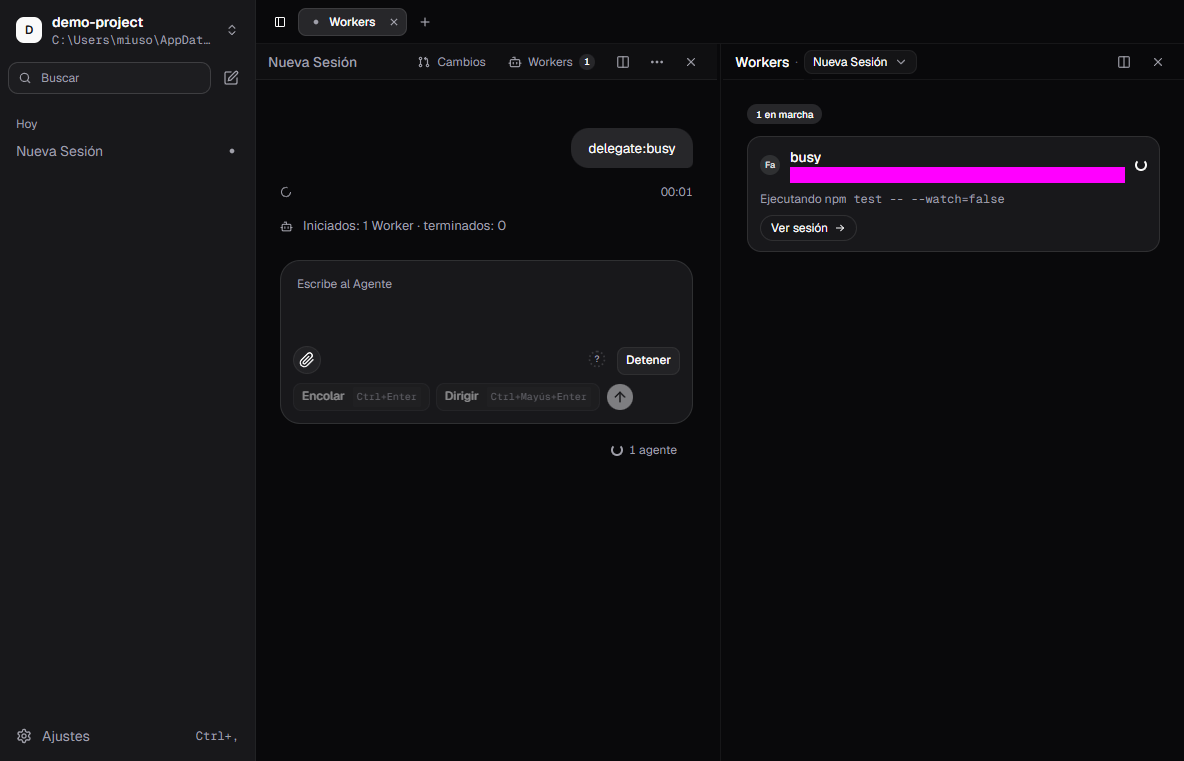 D
demo-project
C:\Users\miuso\AppDat…
Buscar
Hoy
Nueva Sesión
Ajustes
Ctrl+,
Workers
Nueva Sesión
Cambios
Workers
1
delegate:busy
00:01
Iniciados: 1 Worker · terminados: 0
Escribe al Agente
?
Detener
Encolar Ctrl+Enter
Dirigir Ctrl+Mayús+Enter
1 agente
Workers · Nueva Sesión
1 en marcha
Fa
busy
Ejecutando npm test -- --watch=false
Ver sesión →